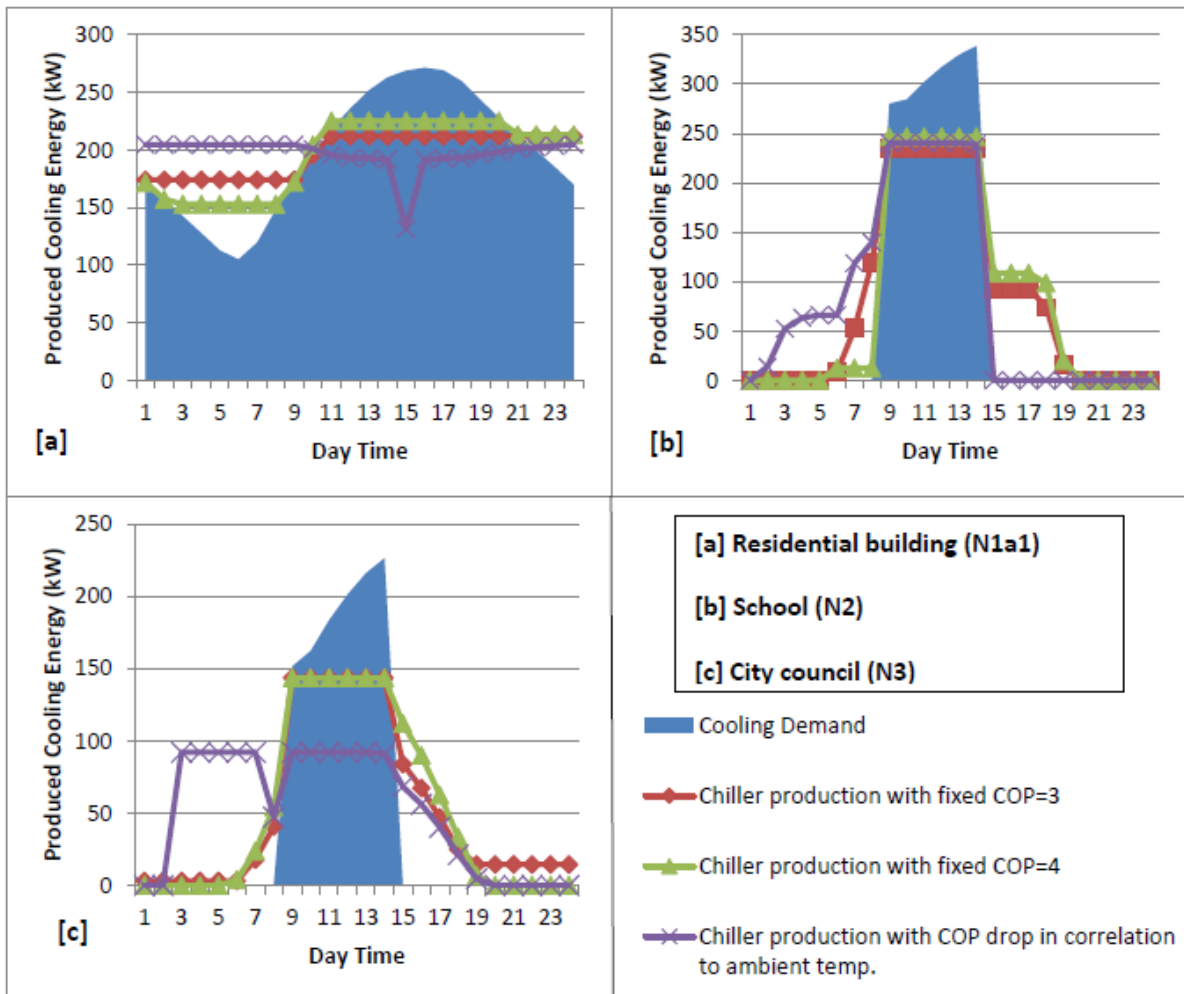 300
250
200
150
100
50
0
Produced Cooling Energy (kW)
1 3 5 7 9 11 13 15 17 19 21 23
Day Time
[a]
350
300
250
200
150
100
50
0
Produced Cooling Energy (kW)
1 3 5 7 9 11 13 15 17 19 21 23
Day Time
[b]
250
200
150
100
50
0
Produced Cooling Energy (kW)
1 3 5 7 9 11 13 15 17 19 21 23
Day Time
[c]
[a] Residential building (N1a1)
[b] School (N2)
[c] City council (N3)
Cooling Demand
Chiller production with fixed COP=3
Chiller production with fixed COP=4
Chiller production with COP drop in correlation
to ambient temp.